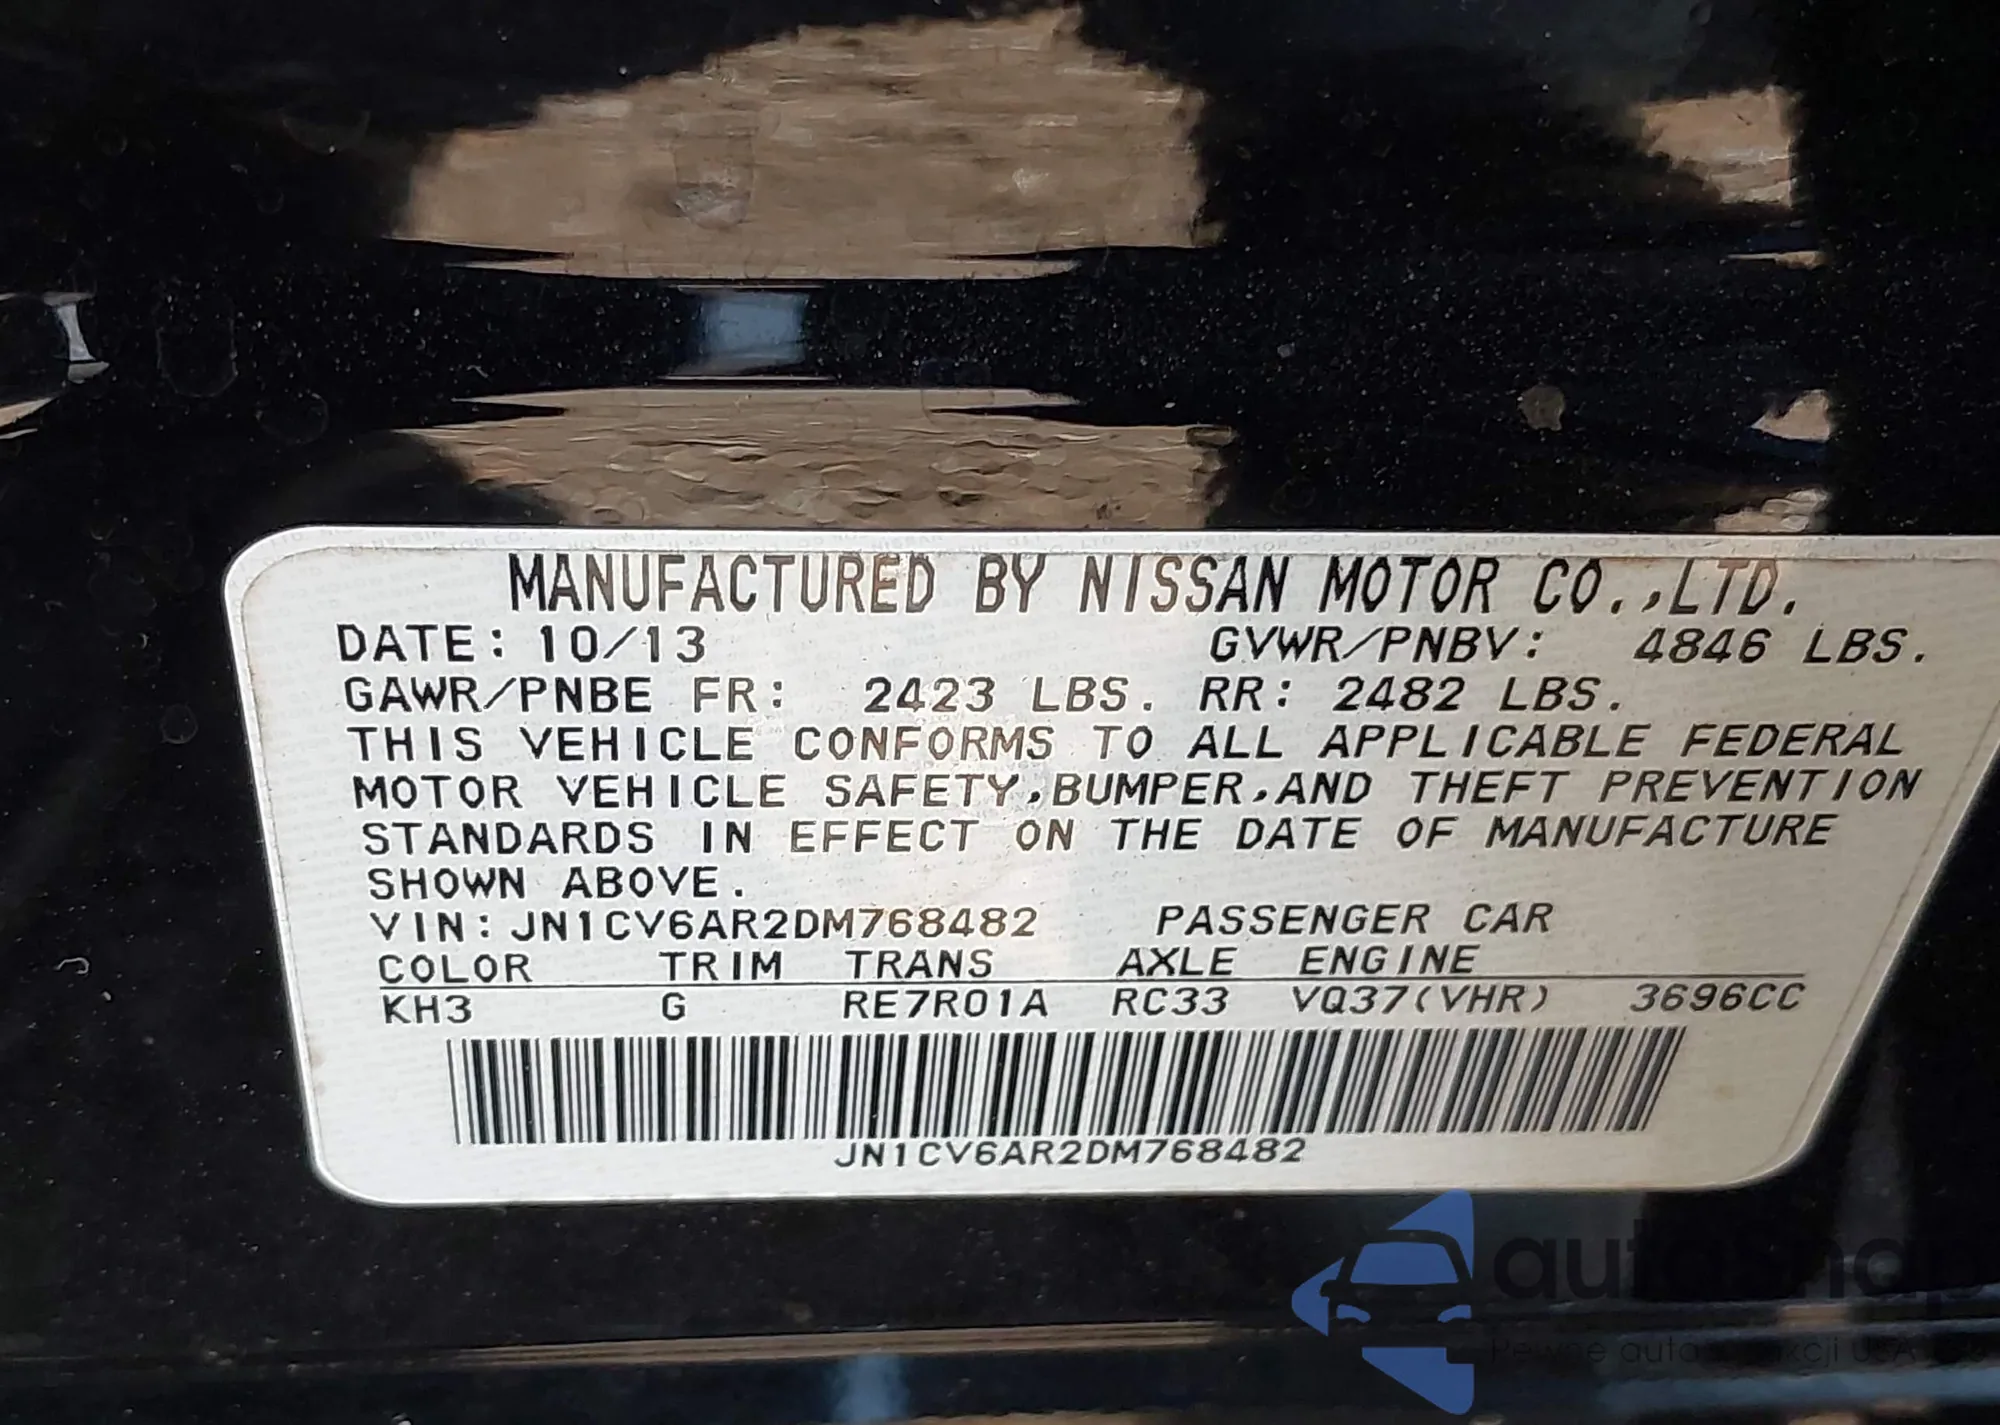 MANUFACTURED BY NISSAN MOTOR CO.,LTD.
DATE: 10/13 GVWR/PNBV: 4846 LBS.
GAWR/PNBE FR: 2423 LBS. RR: 2482 LBS.
THIS VEHICLE CONFORMS TO ALL APPLICABLE FEDERAL
MOTOR VEHICLE SAFETY,BUMPER,AND THEFT PREVENTION
STANDARDS IN EFFECT ON THE DATE OF MANUFACTURE
SHOWN ABOVE.
VIN: JN1CV6AR2DM768482 PASSENGER CAR
COLOR TRIM TRANS AXLE ENGINE
KH3 G RE7R01A RC33 VQ37(VHR) 3696CC
JN1CV6AR2DM768482
autosnap